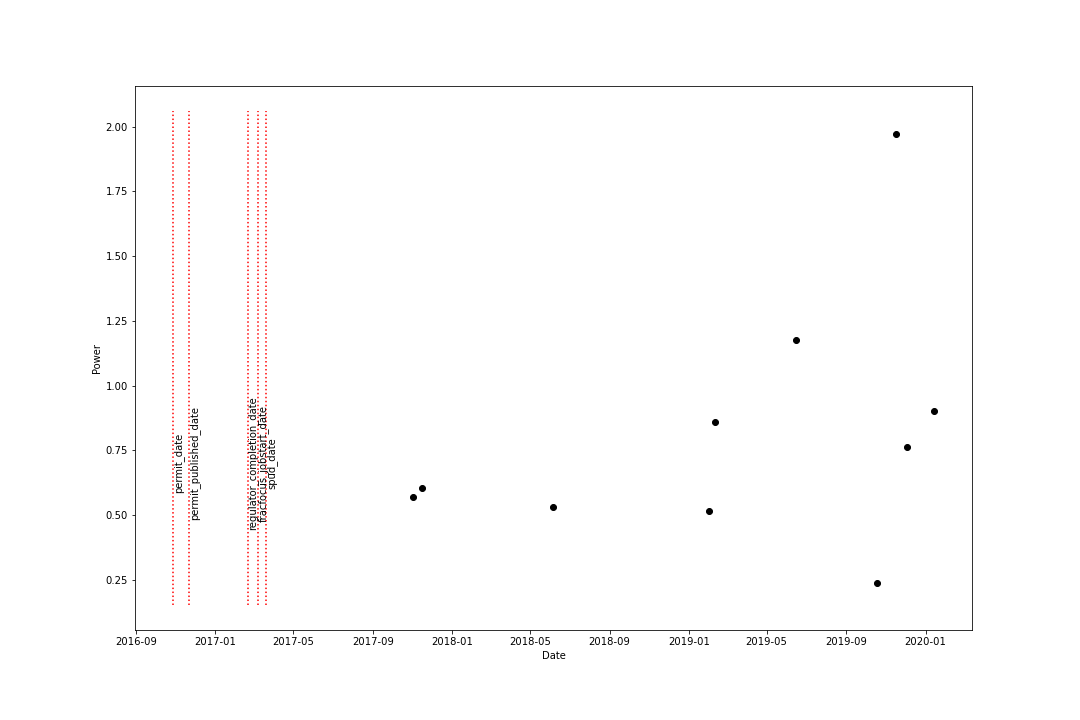 2.00
1.75
1.50
1.25
1.00
0.75
0.50
0.25
Power
permit_date
permit_published_date
regulator_completion_date
fracfocus_jobstart_date
spud_date
2016-09 2017-01 2017-05 2017-09 2018-01 2018-05 2018-09 2019-01 2019-05 2019-09 2020-01
Date